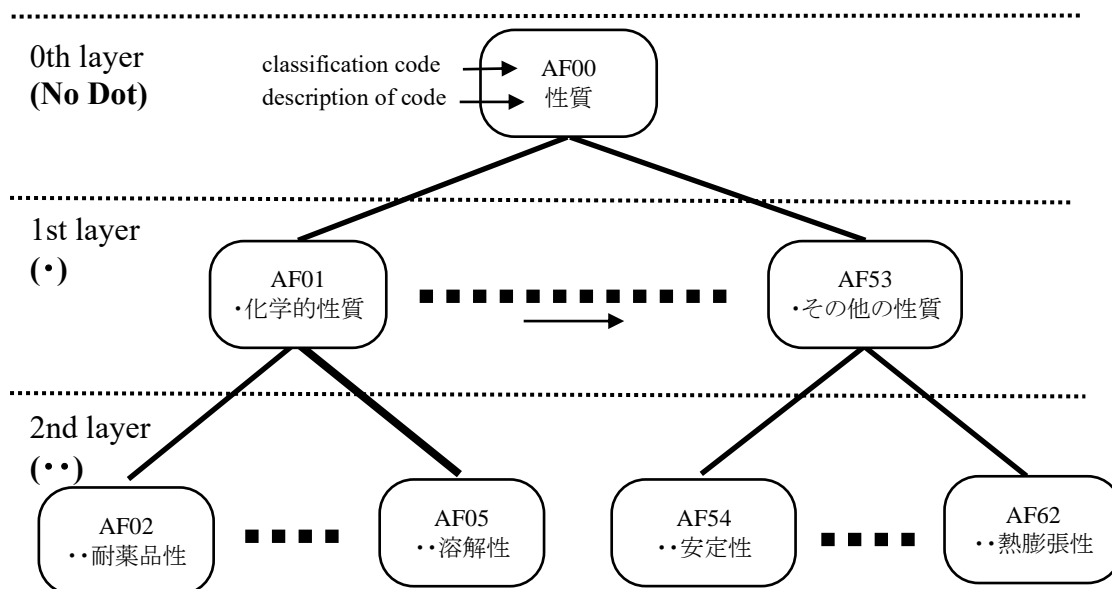 0th layer
(No Dot)
classification code
description of code
AF00
性質
1st layer
(・)
AF01
・化学的性質
AF53
・その他の性質
2nd layer
(・・)
AF02
・・耐薬品性
AF05
・・溶解性
AF54
・・安定性
AF62
・・熱膨張性